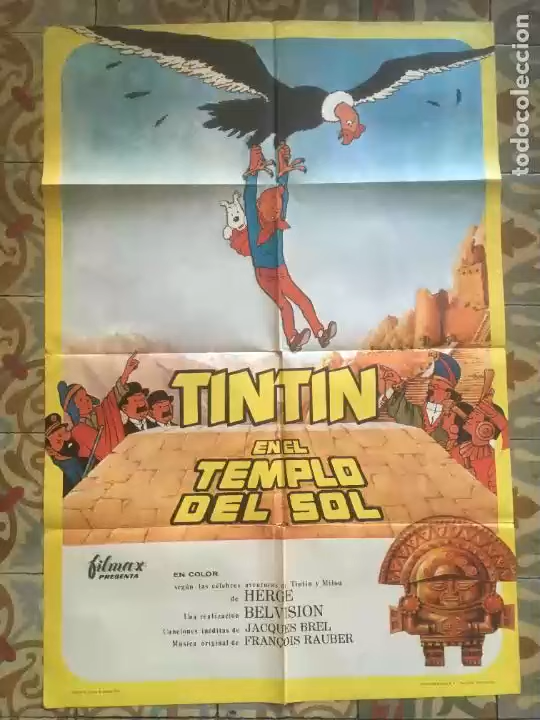 todocoleccion
TINTIN
EN EL
TEMPLO
DEL SOL
filmax
PRESENTA
EN COLOR
según las célebres aventuras de Tintin y Milou
de HERGE
Una realización BELVISION
Canciones inéditas de JACQUES BREL
Música original de FRANÇOIS RAUBER